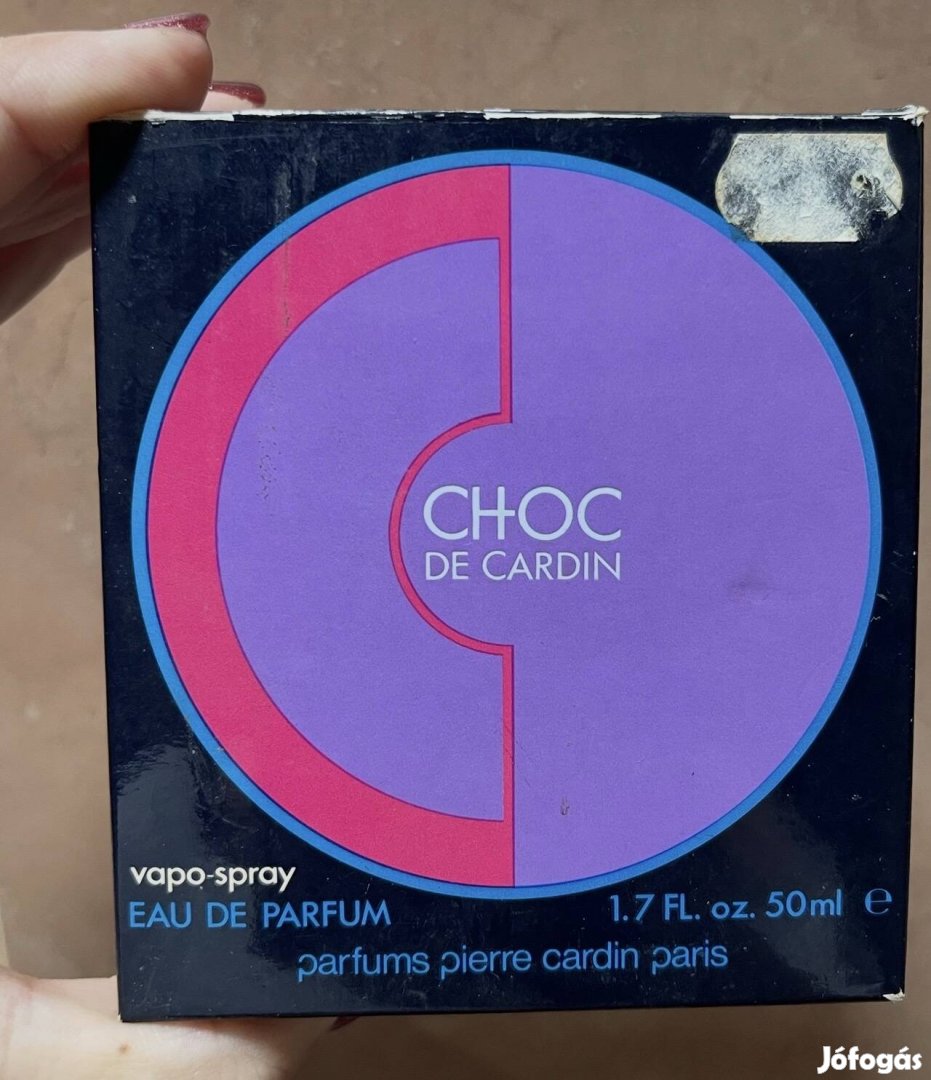 CHOC
DE CARDIN
vapo-spray
EAU DE PARFUM
1.7 FL. oz. 50ml ℮
parfums pierre cardin paris
Jófogás